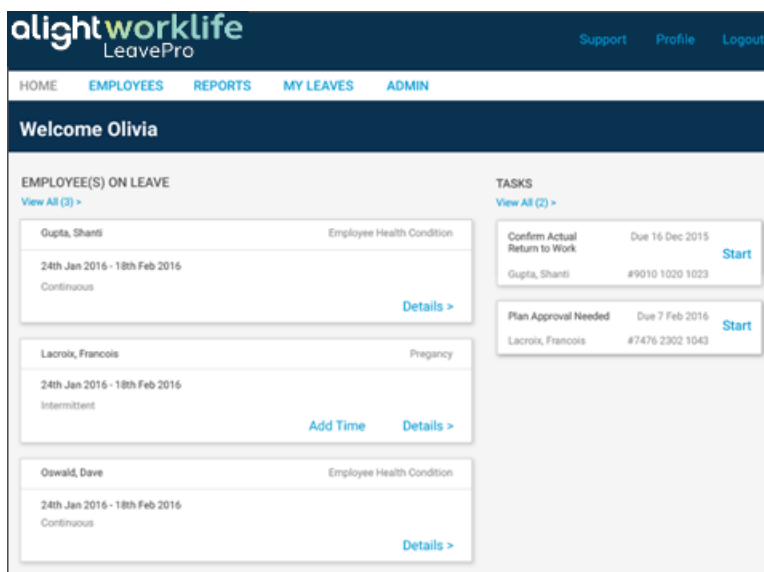 alightworklife
LeavePro
Support Profile Logout
HOME EMPLOYEES REPORTS MY LEAVES ADMIN
Welcome Olivia
EMPLOYEE(S) ON LEAVE
View All (3) >
Gupta, Shanti Employee Health Condition
24th Jan 2016 - 18th Feb 2016
Continuous
Details >
Lacroix, Francois Pregancy
24th Jan 2016 - 18th Feb 2016
Intermittent
Add Time Details >
Oswald, Dave Employee Health Condition
24th Jan 2016 - 18th Feb 2016
Continuous
Details >
TASKS
View All (2) >
Confirm Actual Due 16 Dec 2015
Return to Work
Start
Gupta, Shanti #9010 1020 1023
Plan Approval Needed Due 7 Feb 2016
Start
Lacroix, Francois #7476 2302 1043